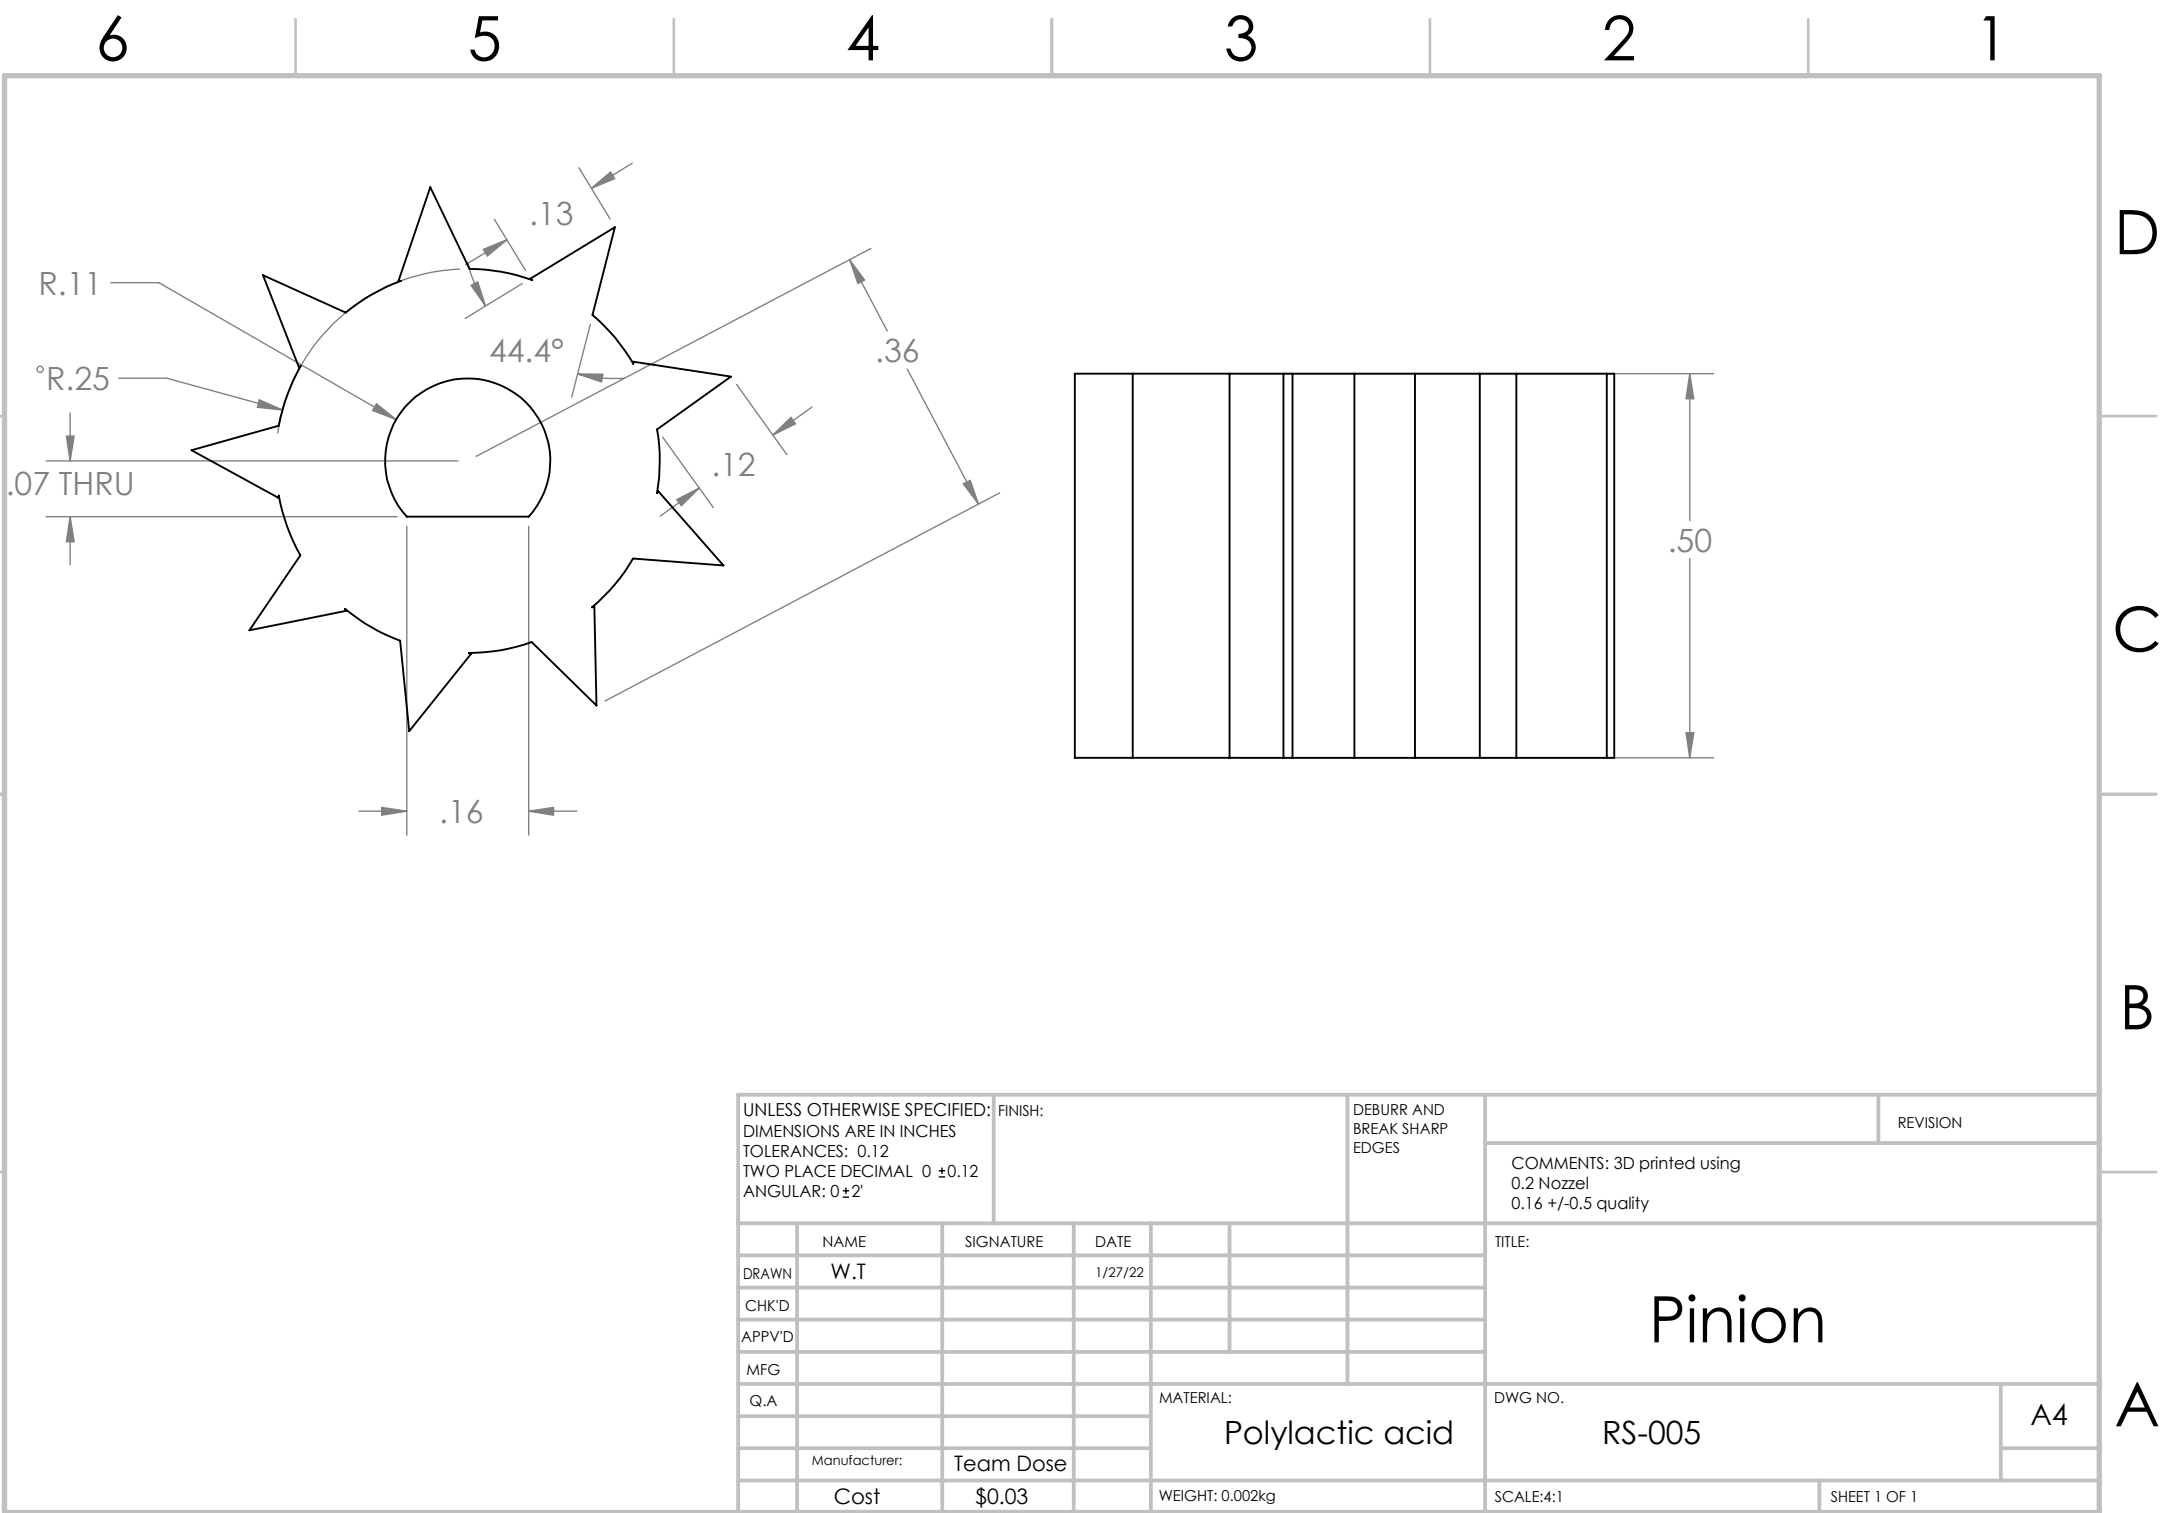 6 5 4 3 2 1
D
C
B
A
.13
R.11
44.4°
.36
°R.25
.12
.07 THRU
.50
.16
UNLESS OTHERWISE SPECIFIED:
DIMENSIONS ARE IN INCHES
TOLERANCES: 0.12
TWO PLACE DECIMAL 0 ±0.12
ANGULAR: 0±2'
FINISH:
DEBURR AND
BREAK SHARP
EDGES
REVISION
COMMENTS: 3D printed using
0.2 Nozzel
0.16 +/-0.5 quality
NAME SIGNATURE DATE
DRAWN W.T 1/27/22
CHK'D
APPV'D
MFG
Q.A
Manufacturer: Team Dose
Cost $0.03
TITLE:
Pinion
MATERIAL:
Polylactic acid
DWG NO.
RS-005
A4
WEIGHT: 0.002kg
SCALE:4:1
SHEET 1 OF 1